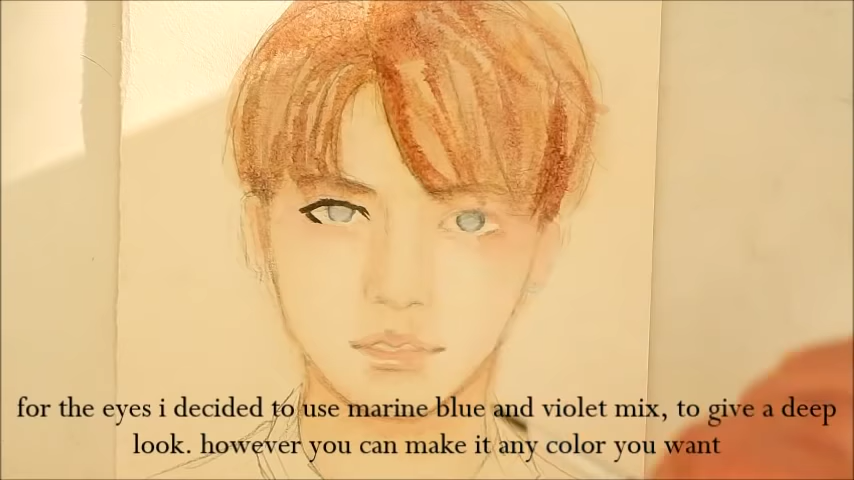 for the eyes i decided to use marine blue and violet mix, to give a deep
look. however you can make it any color you want